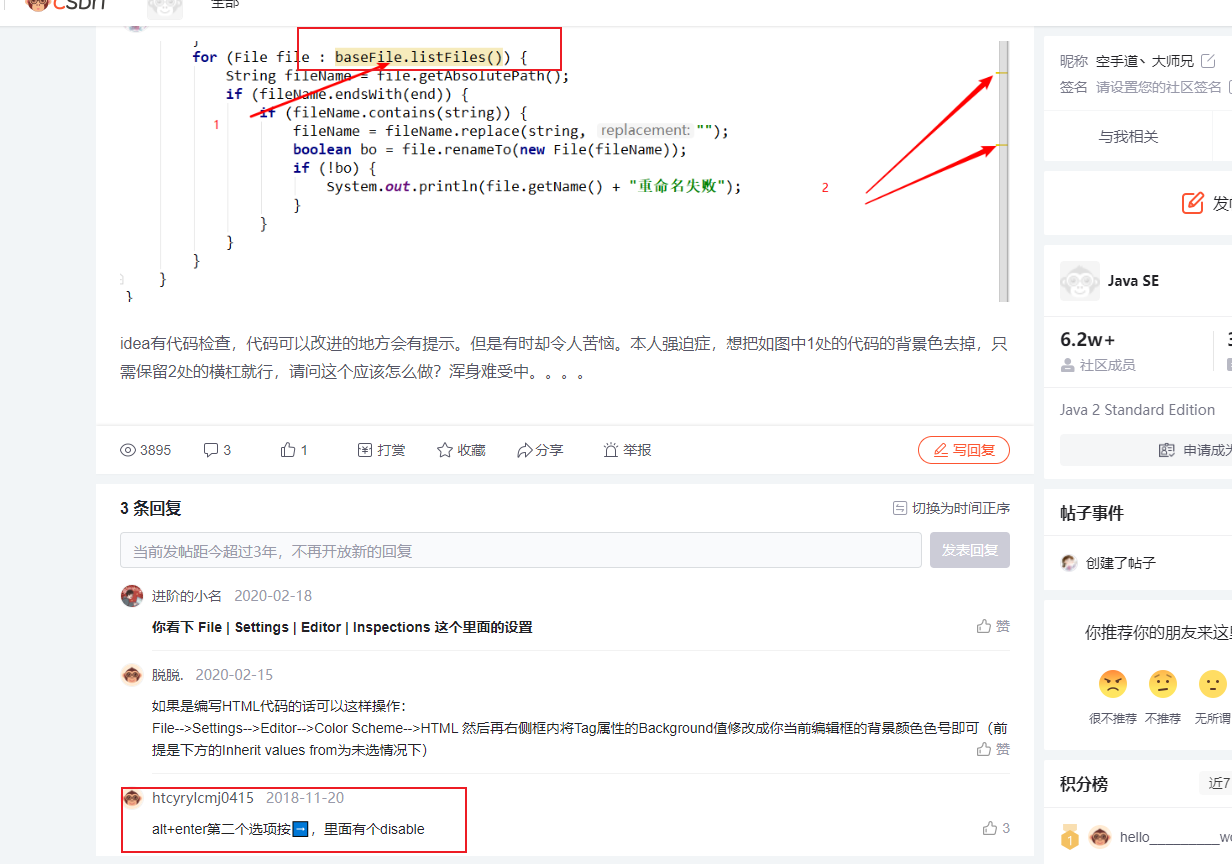 CSDN
全部
}
for (File file : baseFile.listFiles()) {
String fileName = file.getAbsolutePath();
if (fileName.endsWith(end)) {
if (fileName.contains(string)) {
fileName = fileName.replace(string, replacement: "");
boolean bo = file.renameTo(new File(fileName));
if (!bo) {
System.out.println(file.getName() + "重命名失败");
}
}
}
}
}
}
1
2
idea有代码检查，代码可以改进的地方会有提示。但是有时却令人苦恼。本人强迫症，想把如图中1处的代码的背景色去掉，只
需保留2处的横杠就行，请问这个应该怎么做？浑身难受中。。。。
3895 3 1 打赏 收藏 分享 举报 写回复
3 条回复 切换为时间正序
当前发帖距今超过3年，不再开放新的回复 发表回复
进阶的小名 2020-02-18
你看下 File | Settings | Editor | Inspections 这个里面的设置
赞
脱脱. 2020-02-15
如果是编写HTML代码的话可以这样操作：
File-->Settings-->Editor-->Color Scheme-->HTML 然后再右侧框内将Tag属性的Background值修改成你当前编辑框的背景颜色色号即可（前
提是下方的Inherit values from为未选情况下）
赞
htcyrylcmj0415 2018-11-20
alt+enter第二个选项按➡，里面有个disable
3
昵称 空手道丶大师兄
签名 请设置您的社区签名
与我相关
发
Java SE
6.2w+
社区成员
Java 2 Standard Edition
申请成
帖子事件
创建了帖子
你推荐你的朋友来这
很不推荐 不推荐 无所谓
积分榜 近7
1 hello_________w